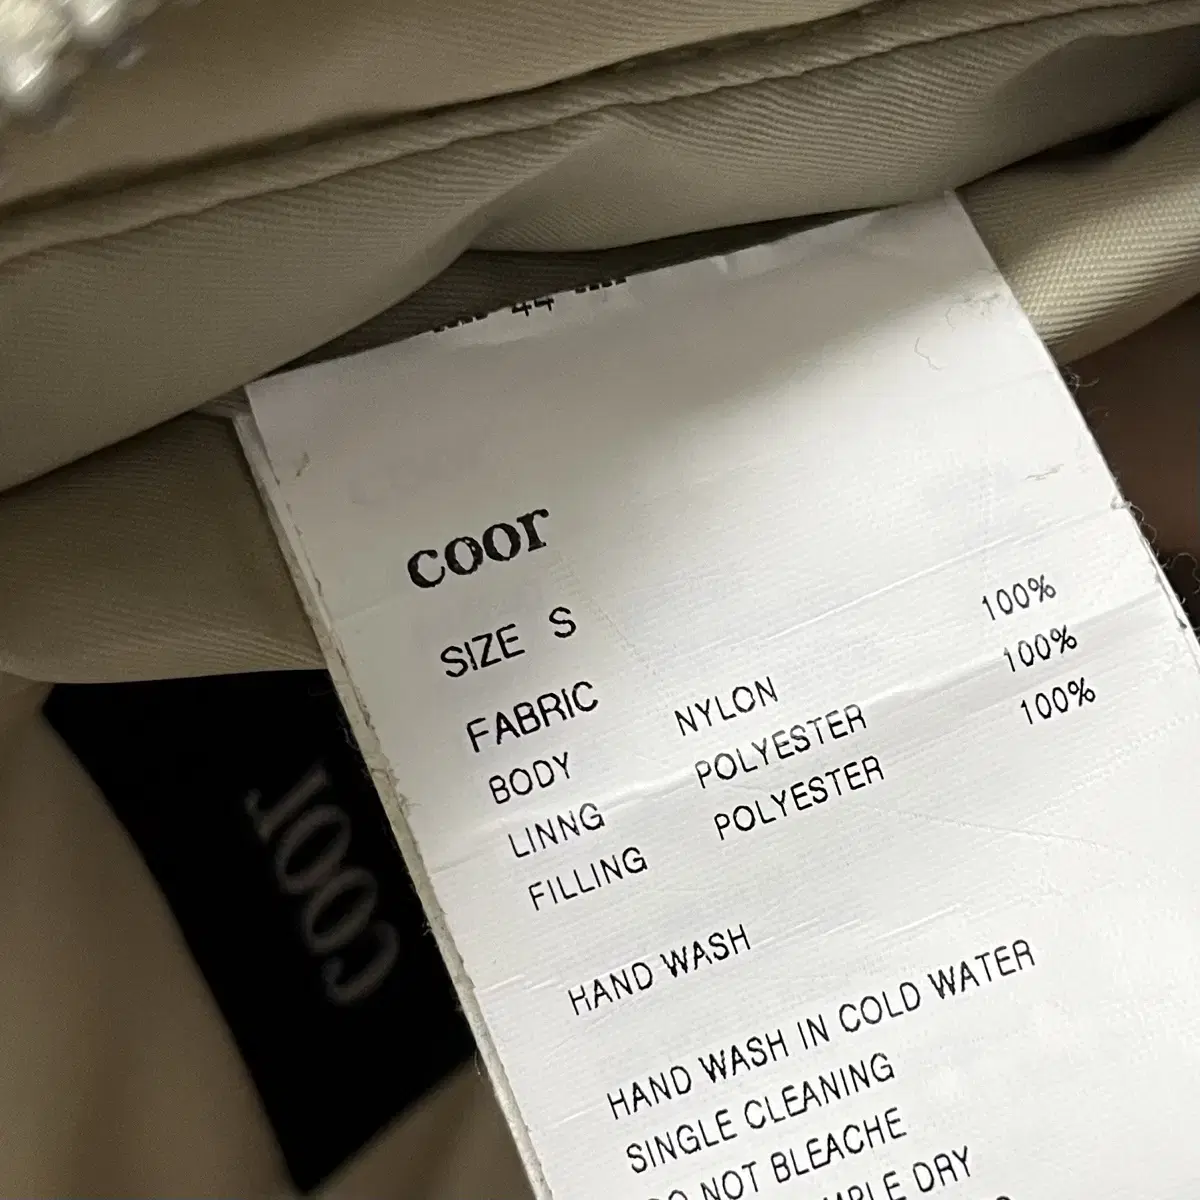 coor
SIZE S
FABRIC
BODY NYLON 100%
LINNG POLYESTER 100%
FILLING POLYESTER 100%
HAND WASH
HAND WASH IN COLD WATER
SINGLE CLEANING
NOT BLEACHE
DRY
coor